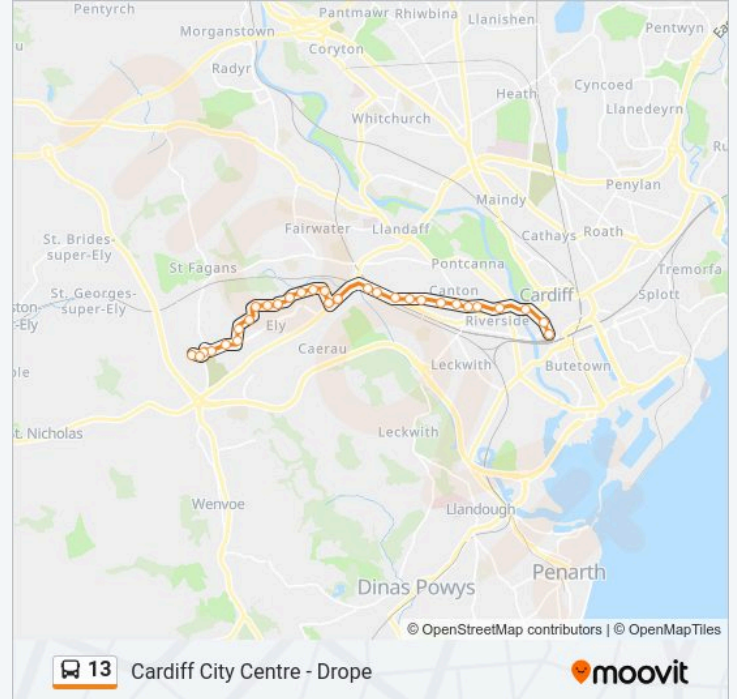 Pentyrch
Pantmawr Rhiwbina
Llanishen
Morganstown
Coryton
Pentwyn
Radyr
Heath
Cyncoed
Llanedeyrn
Whitchurch
Penylan
Maindy
Fairwater
Llandaff
Cathays
Roath
St. Brides-
super-Ely
St Fagans
Pontcanna
Tremorfa
St. Georges-
super-Ely
Canton
Cardiff
Splott
Ely
Riverside
Caerau
Leckwith
Butetown
St. Nicholas
Leckwith
Wenvoe
Llandough
Penarth
Dinas Powys
© OpenStreetMap contributors | © OpenMapTiles
13 Cardiff City Centre - Drope
moovit